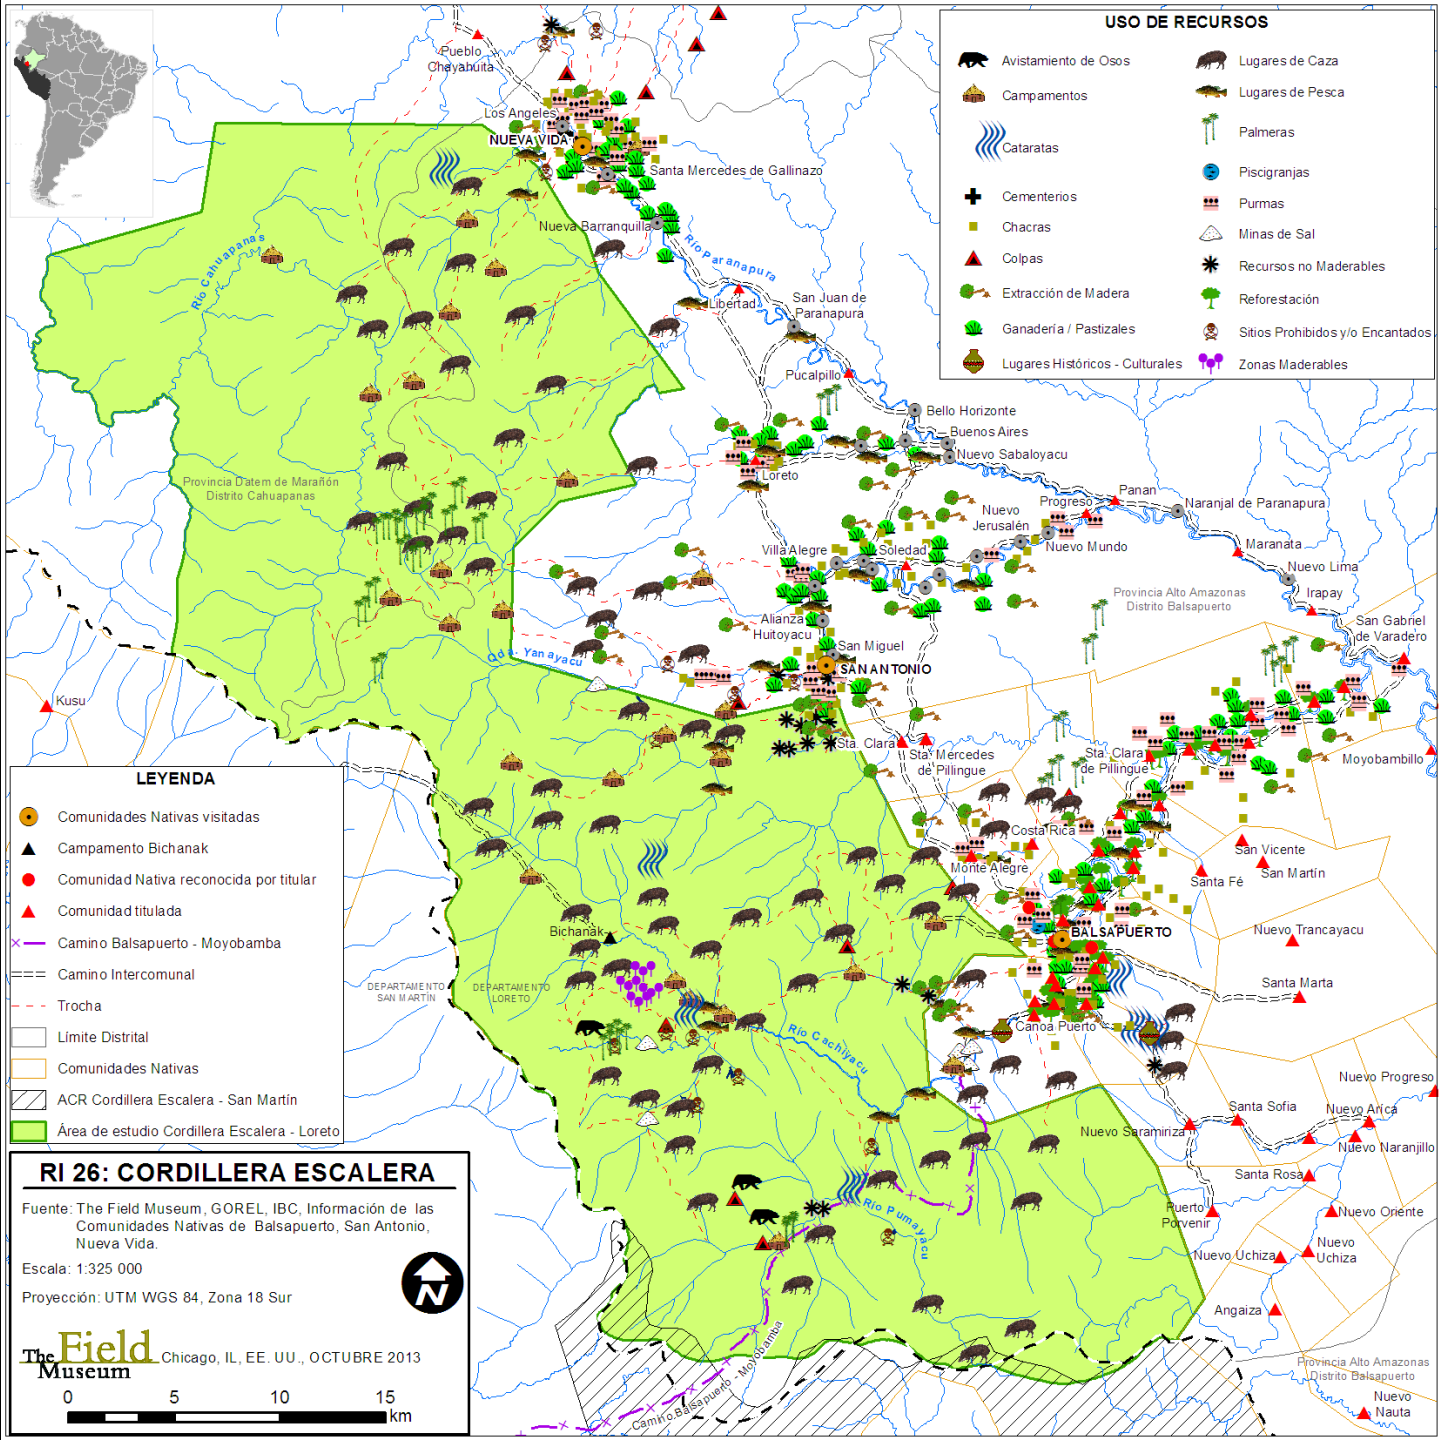 USO DE RECURSOS
Avistamiento de Osos
Campamentos
Cataratas
Cementerios
Chacras
Colpas
Extracción de Madera
Ganadería / Pastizales
Lugares Históricos - Culturales
Lugares de Caza
Lugares de Pesca
Palmeras
Piscigranjas
Purmas
Minas de Sal
Recursos no Maderables
Reforestación
Sitios Prohibidos y/o Encantados
Zonas Maderables
Pueblo
Chayahuita
Los Angeles
NUEVA VIDA
Santa Mercedes de Gallinazo
Nueva Barranquilla
Río Paranapura
Río Cahuapanas
Libertad
San Juan de
Paranapura
Pucalpillo
Bello Horizonte
Buenos Aires
Nuevo Sabaloyacu
Loreto
Provincia Datem de Marañón
Distrito Cahuapanas
Panan
Progreso
Naranjal de Paranapura
Nuevo
Jerusalén
Nuevo Mundo
Maranata
Villa Alegre
Soledad
Nuevo Lima
Irapay
Provincia Alto Amazonas
Distrito Balsapuerto
San Gabriel
de Varadero
Alianza
Huitoyacu
San Miguel
SAN ANTONIO
Qda. Yanayacu
Kusu
Sta. Clara
Sta. Mercedes
de Pillingue
Sta. Clara
de Pillingue
Moyobambillo
Costa Rica
Monte Alegre
San Vicente
San Martín
Santa Fé
BALSAPUERTO
Nuevo Trancayacu
Santa Marta
Bichanak
DEPARTAMENTO
SAN MARTÍN
DEPARTAMENTO
LORETO
Canoa Puerto
Río Cachiyacu
Nuevo Progreso
Santa Sofia
Nuevo Arica
Nuevo Saramiriza
Nuevo Naranjillo
Santa Rosa
Puerto
Porvenir
Nuevo Oriente
Río Pumayacu
Nuevo Uchiza
Nuevo
Uchiza
Angaiza
Camino Balsapuerto - Moyobamba
Provincia Alto Amazonas
Distrito Balsapuerto
Nuevo
Nauta
LEYENDA
Comunidades Nativas visitadas
Campamento Bichanak
Comunidad Nativa reconocida por titular
Comunidad titulada
Camino Balsapuerto - Moyobamba
Camino Intercomunal
Trocha
Límite Distrital
Comunidades Nativas
ACR Cordillera Escalera - San Martín
Área de estudio Cordillera Escalera - Loreto
RI 26: CORDILLERA ESCALERA
Fuente: The Field Museum, GOREL, IBC, Información de las
Comunidades Nativas de Balsapuerto, San Antonio,
Nueva Vida.
Escala: 1:325 000
Proyección: UTM WGS 84, Zona 18 Sur
N
The Field
Museum
Chicago, IL, EE. UU., OCTUBRE 2013
0 5 10 15
km